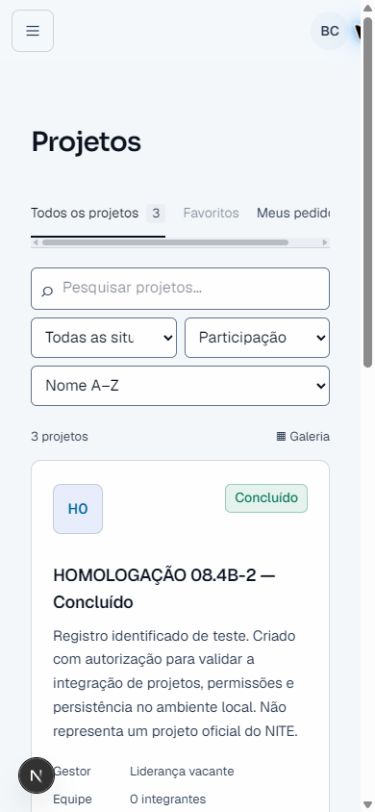 BC
Projetos
Todos os projetos 3 Favoritos Meus pedid
Pesquisar projetos...
Todas as situ Participação
Nome A–Z
3 projetos Galeria
H0 Concluído
HOMOLOGAÇÃO 08.4B-2 —
Concluído
Registro identificado de teste. Criado
com autorização para validar a
integração de projetos, permissões e
persistência no ambiente local. Não
representa um projeto oficial do NITE.
N
Gestor Liderança vacante
Equipe 0 integrantes